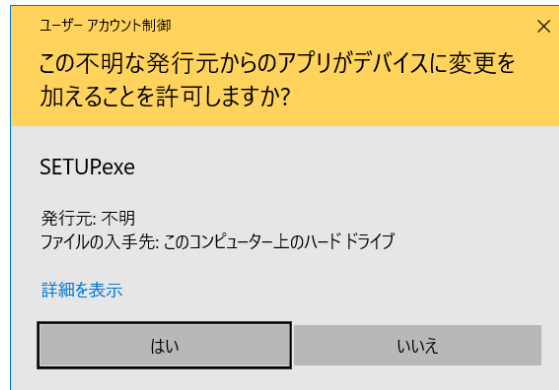 ユーザー アカウント制御
この不明な発行元からのアプリがデバイスに変更を
加えることを許可しますか?
SETUP.exe
発行元: 不明
ファイルの入手先: このコンピューター上のハード ドライブ
詳細を表示
はい
いいえ